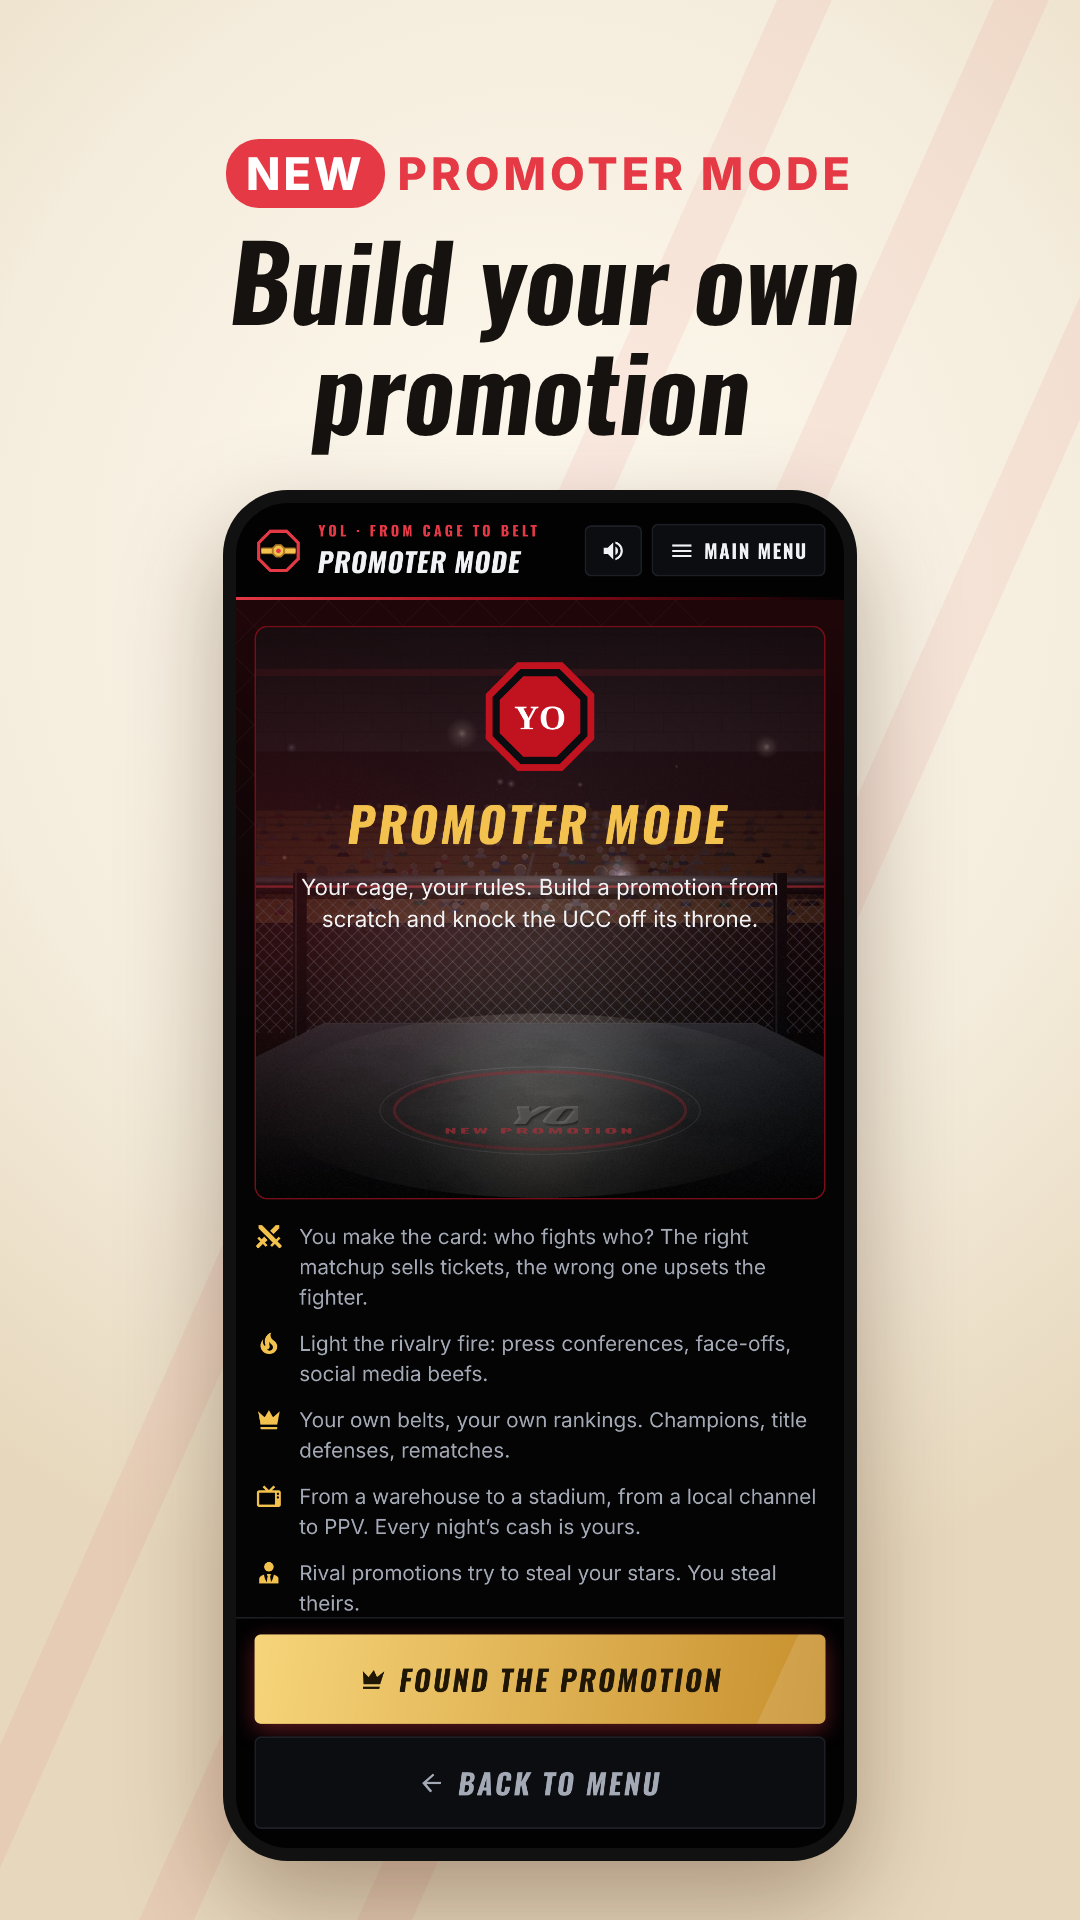 NEW PROMOTER MODE
Build your own
promotion
YOL · FROM CAGE TO BELT
PROMOTER MODE
MAIN MENU
YO
PROMOTER MODE
Your cage, your rules. Build a promotion from
scratch and knock the UCC off its throne.
YO
NEW PROMOTION
You make the card: who fights who? The right
matchup sells tickets, the wrong one upsets the
fighter.
Light the rivalry fire: press conferences, face-offs,
social media beefs.
Your own belts, your own rankings. Champions, title
defenses, rematches.
From a warehouse to a stadium, from a local channel
to PPV. Every night’s cash is yours.
Rival promotions try to steal your stars. You steal
theirs.
FOUND THE PROMOTION
BACK TO MENU